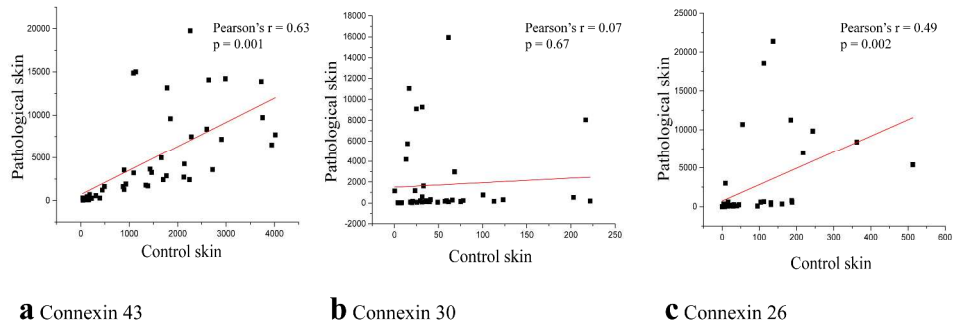 Pearson's r = 0.63
p = 0.001
20000
15000
10000
5000
0
Pathological skin
0
1000
2000
3000
4000
Control skin
a Connexin 43
Pearson's r = 0.07
p = 0.67
18000
16000
14000
12000
10000
8000
6000
4000
2000
0
-2000
Pathological skin
0
50
100
150
200
250
Control skin
b Connexin 30
Pearson's r = 0.49
p = 0.002
25000
20000
15000
10000
5000
0
Pathological skin
0
100
200
300
400
500
600
Control skin
c Connexin 26